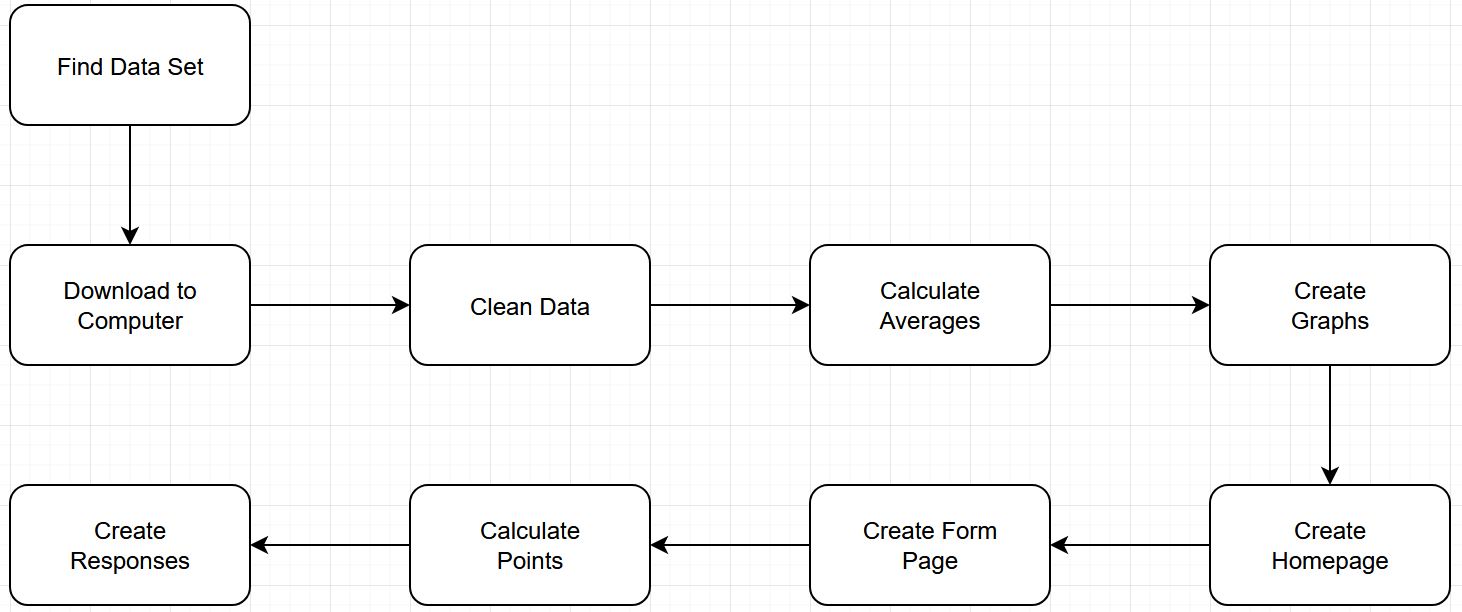 Find Data Set
Download to
Computer
Clean Data
Calculate
Averages
Create
Graphs
Create
Homepage
Create Form
Page
Calculate
Points
Create
Responses